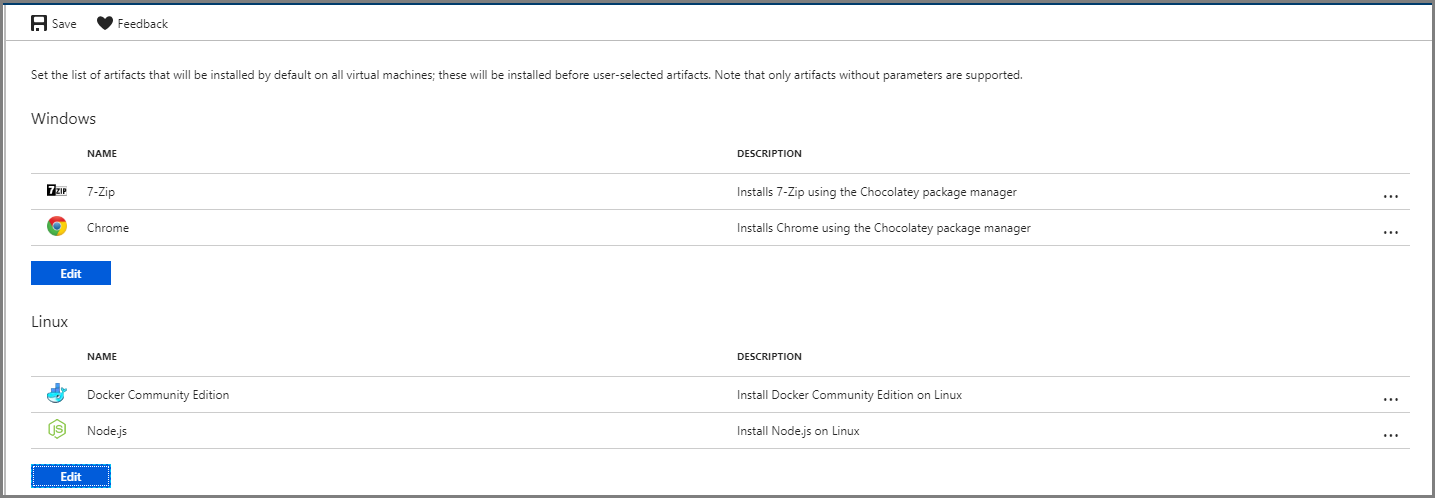 Save Feedback
Set the list of artifacts that will be installed by default on all virtual machines; these will be installed before user-selected artifacts. Note that only artifacts without parameters are supported.
Windows
NAME DESCRIPTION
7ZIP 7-Zip Installs 7-Zip using the Chocolatey package manager ...
Chrome Installs Chrome using the Chocolatey package manager ...
Edit
Linux
NAME DESCRIPTION
Docker Community Edition Install Docker Community Edition on Linux ...
JS Node.js Install Node.js on Linux ...
Edit